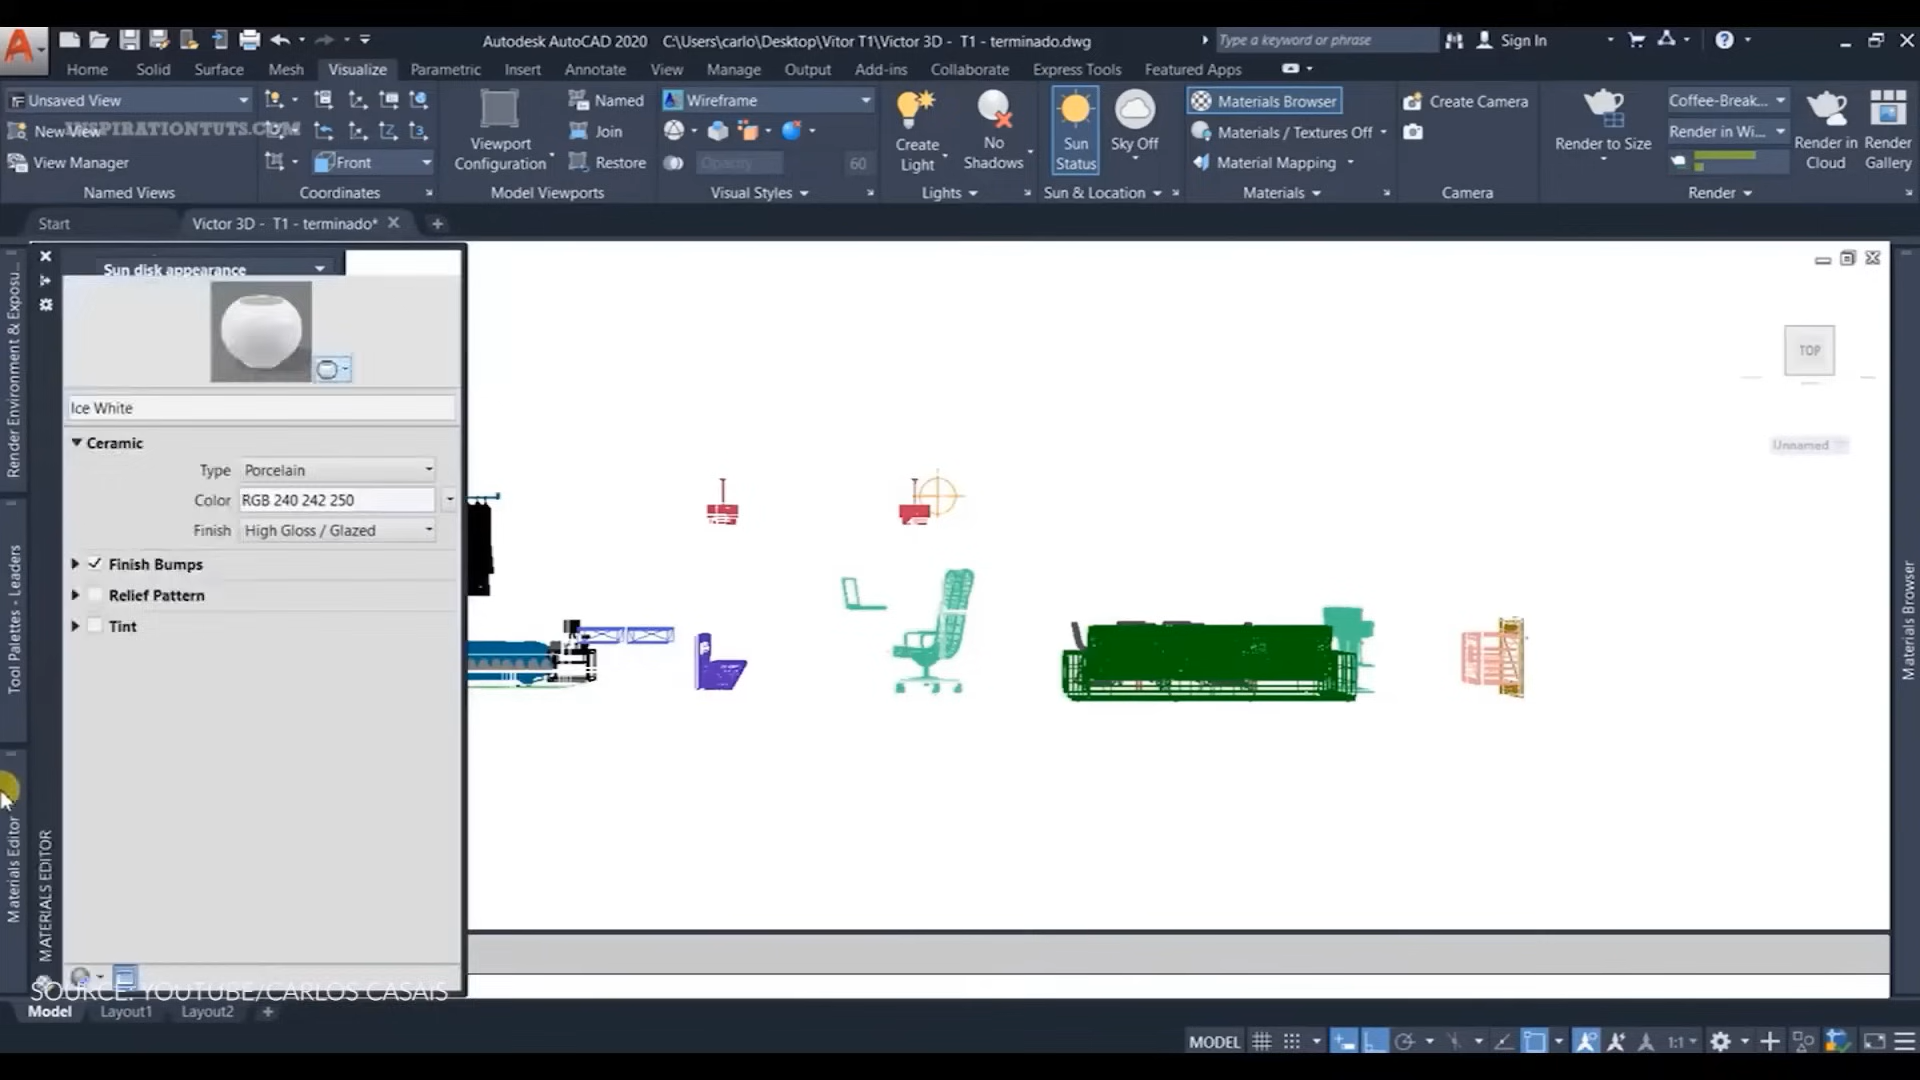 Autodesk AutoCAD 2020 C:\Users\carlo\Desktop\Vitor T1\Victor 3D - T1 - terminado.dwg
Type a keyword or phrase
Sign In
Home Solid Surface Mesh Visualize Parametric Insert Annotate View Manage Output Add-ins Collaborate Express Tools Featured Apps
Unsaved View
New View
INSPIRATIONTUTS.COM
View Manager
Named Views
Front
Coordinates
Viewport
Configuration
Named
Join
Restore
Model Viewports
Wireframe
Opacity 60
Visual Styles
Create
Light
No
Shadows
Lights
Sun
Status
Sky Off
Sun & Location
Materials Browser
Materials / Textures Off
Material Mapping
Materials
Create Camera
Camera
Render to Size
Coffee-Break...
Render in Wi...
Render in
Cloud
Render
Gallery
Render
Start
Victor 3D - T1 - terminado*
Render Environment & Exposu...
Tool Palettes - Leaders
Materials Editor
MATERIALS EDITOR
Sun disk appearance
Ice White
Ceramic
Type Porcelain
Color RGB 240 242 250
Finish High Gloss / Glazed
Finish Bumps
Relief Pattern
Tint
TOP
Unnamed
Materials Browser
SOURCE: YOUTUBE/CARLOS CASAIS
Model Layout1 Layout2
MODEL
1:1